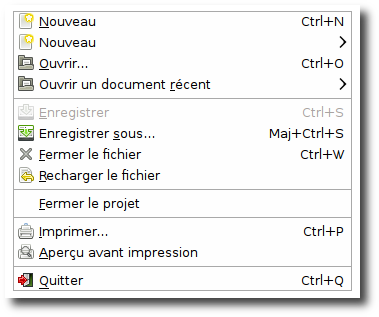 Nouveau Ctrl+N
Nouveau
Ouvrir... Ctrl+O
Ouvrir un document récent
Enregistrer Ctrl+S
Enregistrer sous... Maj+Ctrl+S
Fermer le fichier Ctrl+W
Recharger le fichier
Fermer le projet
Imprimer... Ctrl+P
Aperçu avant impression
Quitter Ctrl+Q